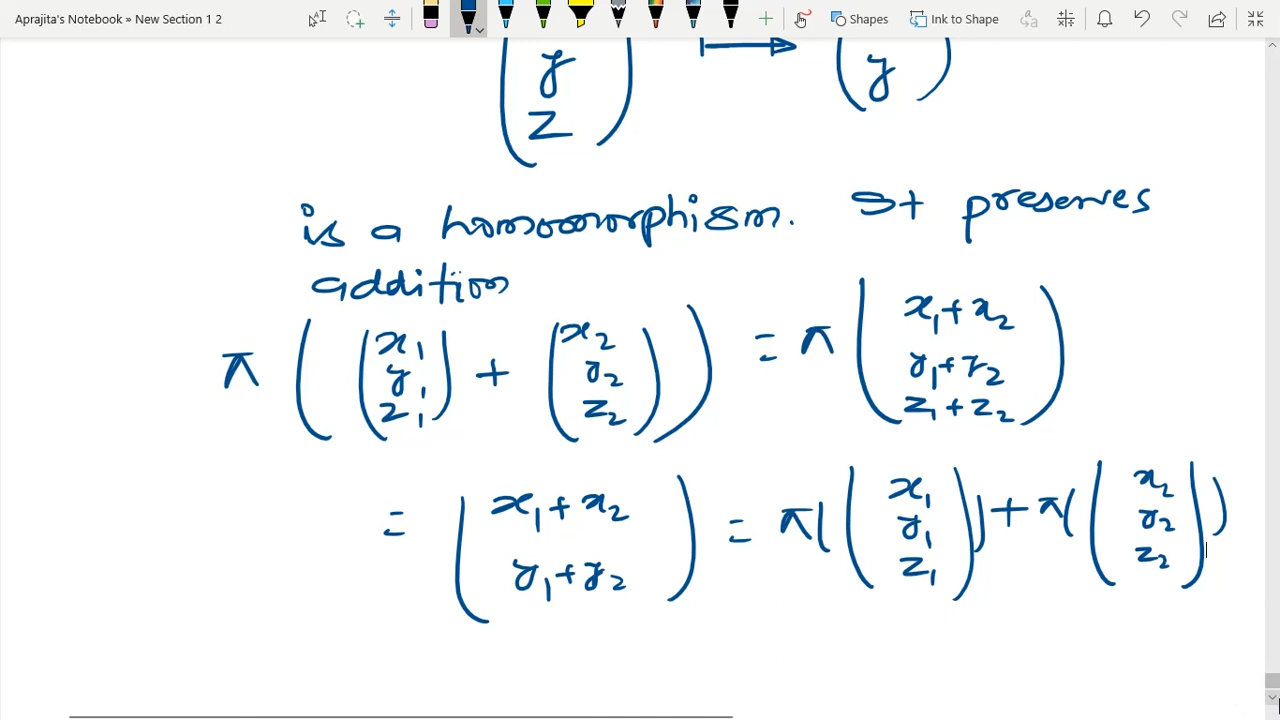 Aprajita's Notebook » New Section 1 2
Shapes Ink to Shape
( y z ) ↦ ( y )
is a homomorphism. It preserves
addition
π ( ( x₁ y₁ z₁ ) + ( x₂ y₂ z₂ ) ) = π ( x₁+x₂ y₁+y₂ z₁+z₂ )
= ( x₁+x₂ y₁+y₂ ) = π( ( x₁ y₁ z₁ ) ) + π( ( x₂ y₂ z₂ ) )